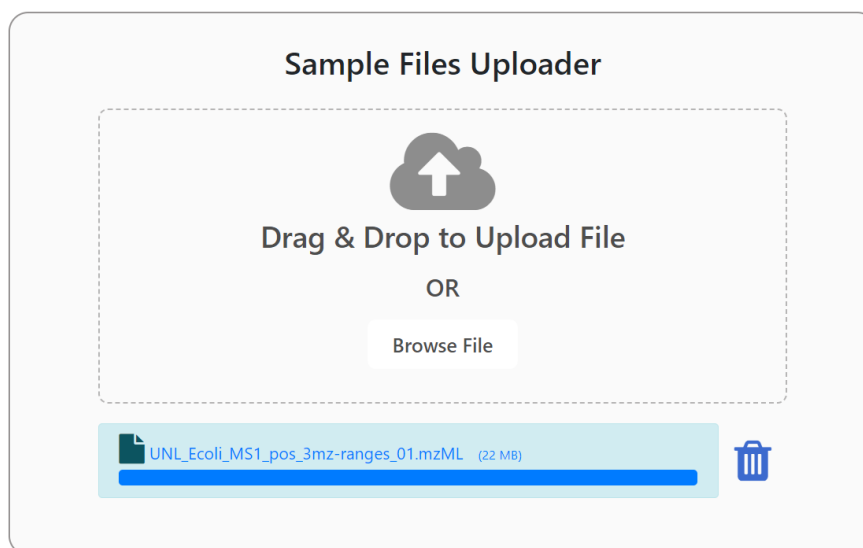 Sample Files Uploader
Drag & Drop to Upload File
OR
Browse File
UNL_Ecoli_MS1_pos_3mz-ranges_01.mzML (22 MB)